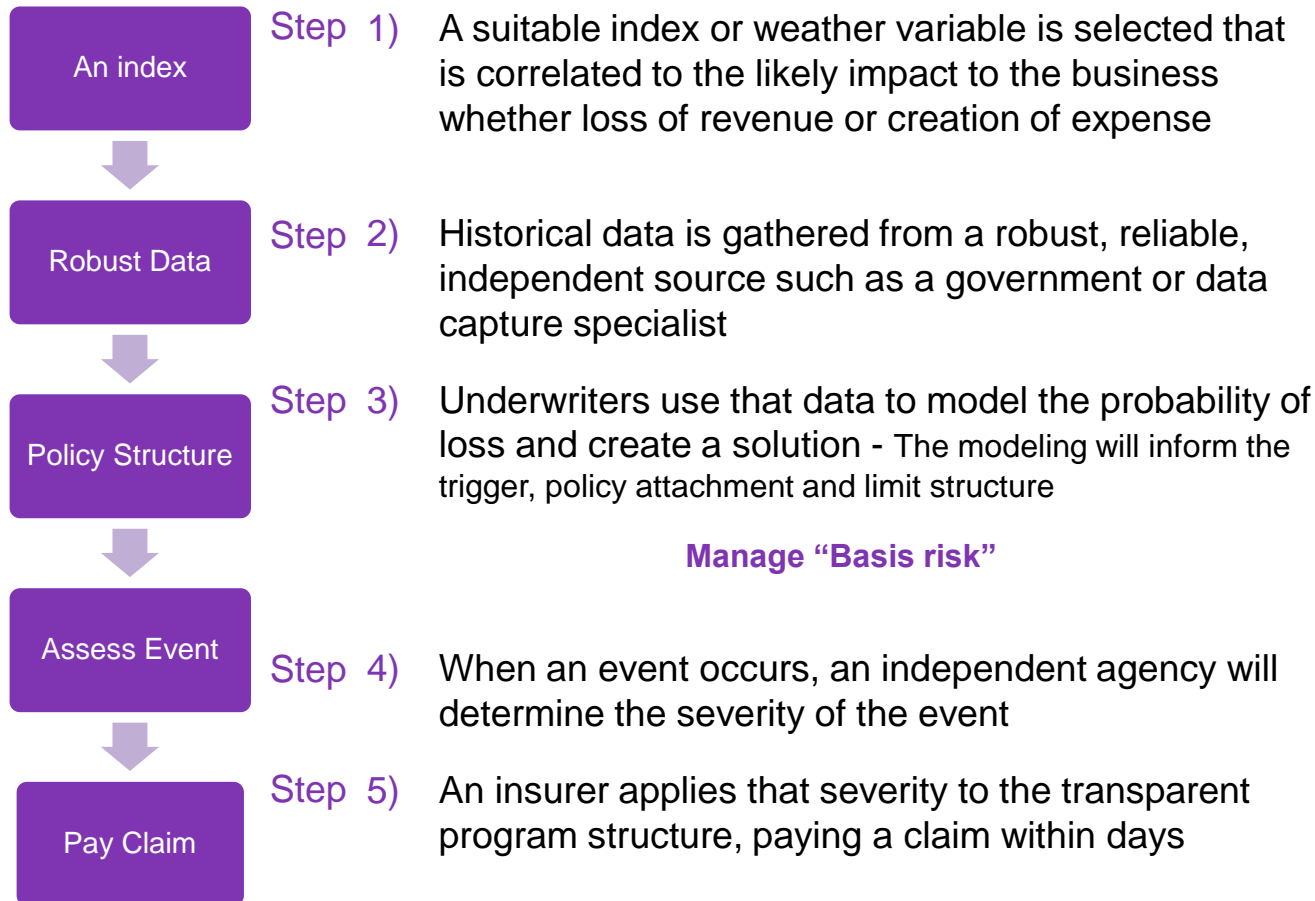 An index
Step 1)
A suitable index or weather variable is selected that
is correlated to the likely impact to the business
whether loss of revenue or creation of expense
Robust Data
Step 2)
Historical data is gathered from a robust, reliable,
independent source such as a government or data
capture specialist
Policy Structure
Step 3)
Underwriters use that data to model the probability of
loss and create a solution - The modeling will inform the
trigger, policy attachment and limit structure
Manage “Basis risk”
Assess Event
Step 4)
When an event occurs, an independent agency will
determine the severity of the event
Pay Claim
Step 5)
An insurer applies that severity to the transparent
program structure, paying a claim within days